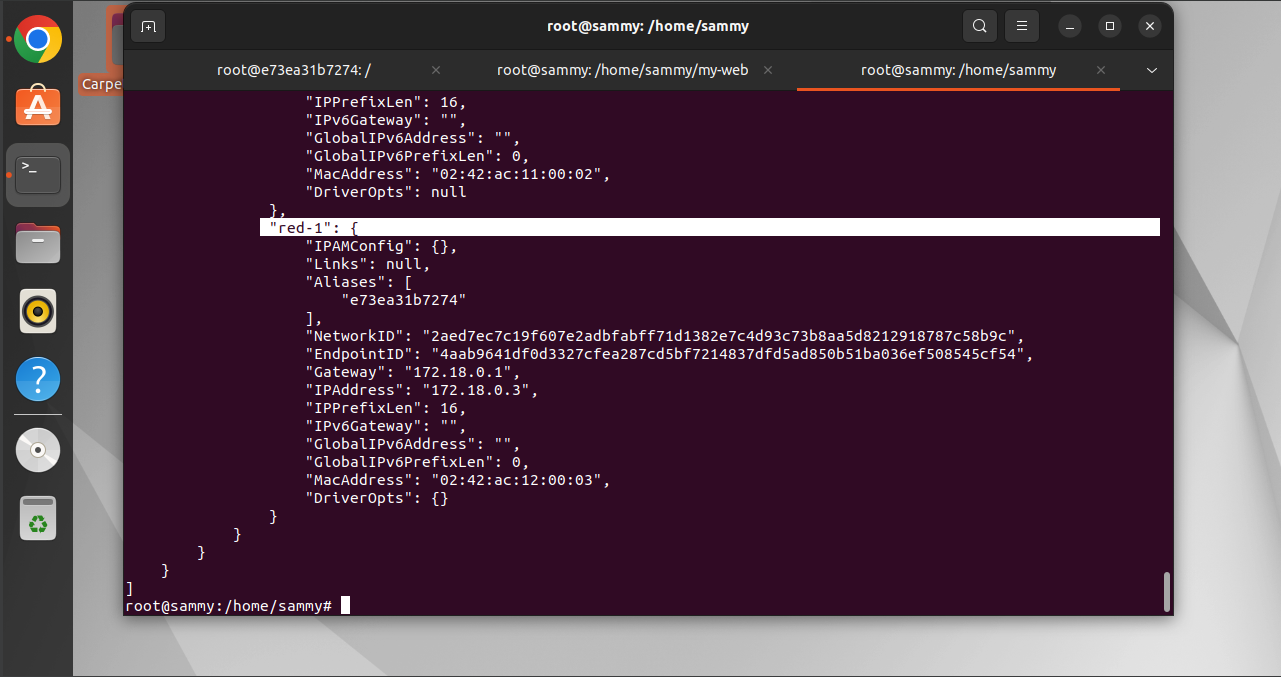 root@sammy: /home/sammy
root@e73ea31b7274: /
root@sammy: /home/sammy/my-web
root@sammy: /home/sammy
Carpe
"IPPrefixLen": 16,
"IPv6Gateway": "",
"GlobalIPv6Address": "",
"GlobalIPv6PrefixLen": 0,
"MacAddress": "02:42:ac:11:00:02",
"DriverOpts": null
},
"red-1": {
"IPAMConfig": {},
"Links": null,
"Aliases": [
"e73ea31b7274"
],
"NetworkID": "2aed7ec7c19f607e2adbfabff71d1382e7c4d93c73b8aa5d8212918787c58b9c",
"EndpointID": "4aab9641df0d3327cfea287cd5bf7214837dfd5ad850b51ba036ef508545cf54",
"Gateway": "172.18.0.1",
"IPAddress": "172.18.0.3",
"IPPrefixLen": 16,
"IPv6Gateway": "",
"GlobalIPv6Address": "",
"GlobalIPv6PrefixLen": 0,
"MacAddress": "02:42:ac:12:00:03",
"DriverOpts": {}
}
}
}
}
]
root@sammy:/home/sammy#